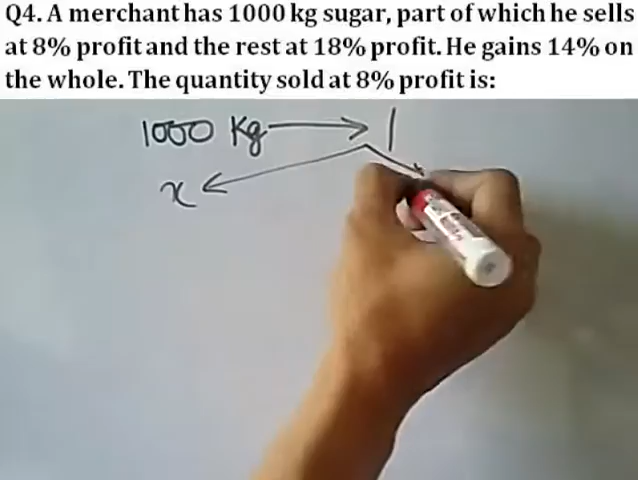 Q4. A merchant has 1000 kg sugar, part of which he sells
at 8% profit and the rest at 18% profit. He gains 14% on
the whole. The quantity sold at 8% profit is:
1000 Kg → 1
x